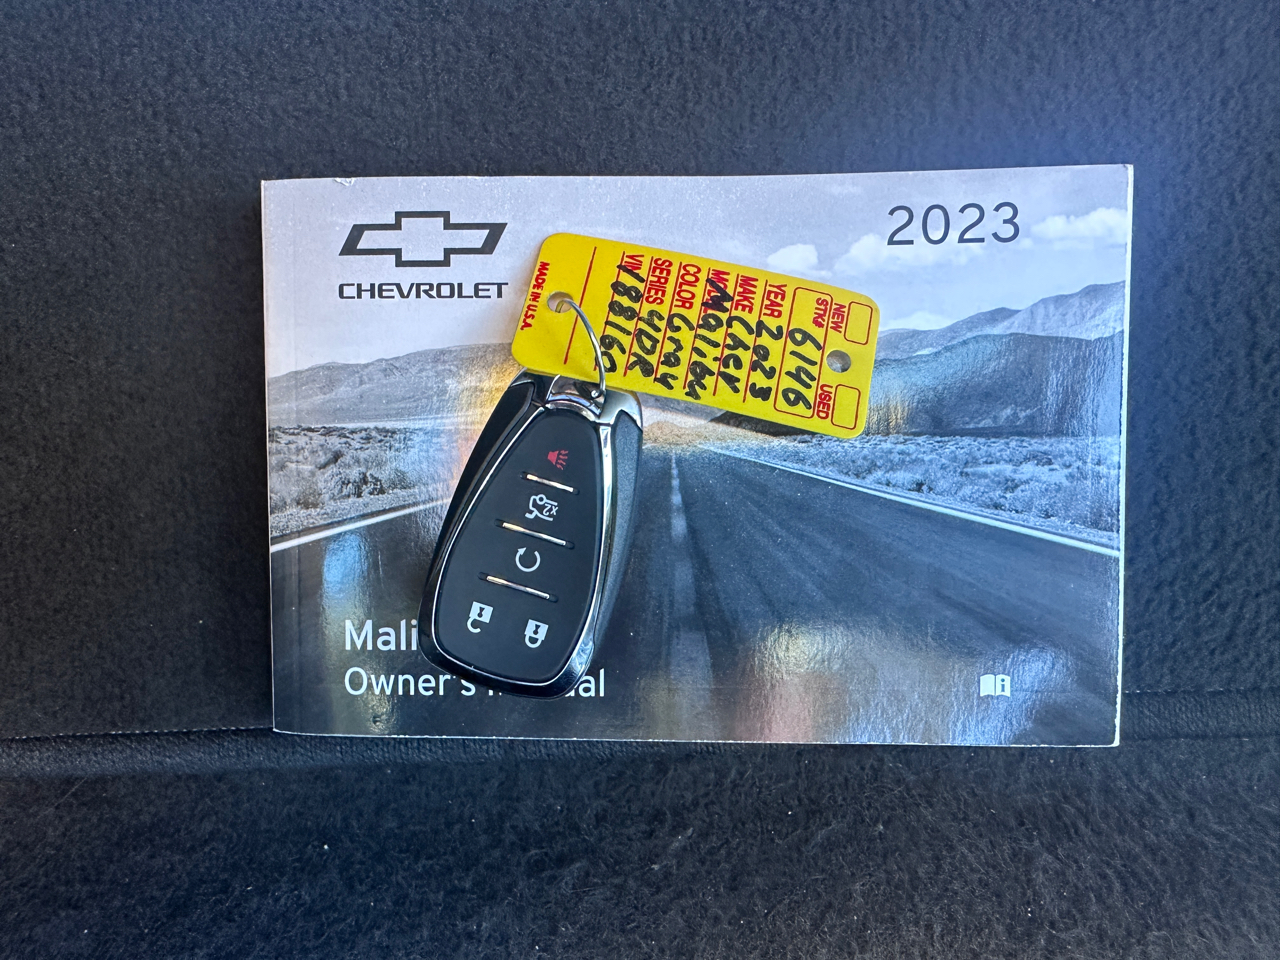 CHEVROLET
2023
NEW
USED
STK# 6146
YEAR 2023
MAKE Chev
Malibu
COLOR Gray
SERIES 4DR
VIN 188160
MADE IN U.S.A.
x2
Mali
Owner's al